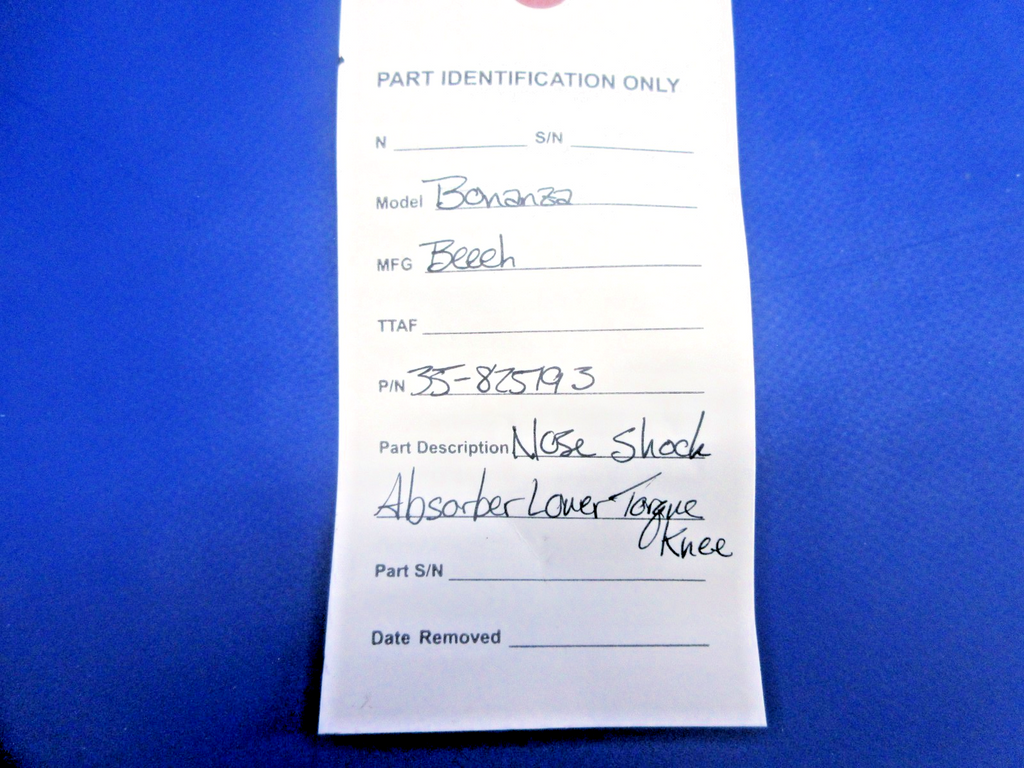 PART IDENTIFICATION ONLY
N S/N
Model Bonanza
MFG Beech
TTAF
P/N 35-825193
Part Description Nose Shock
Absorber Lower Torque
Knee
Part S/N
Date Removed